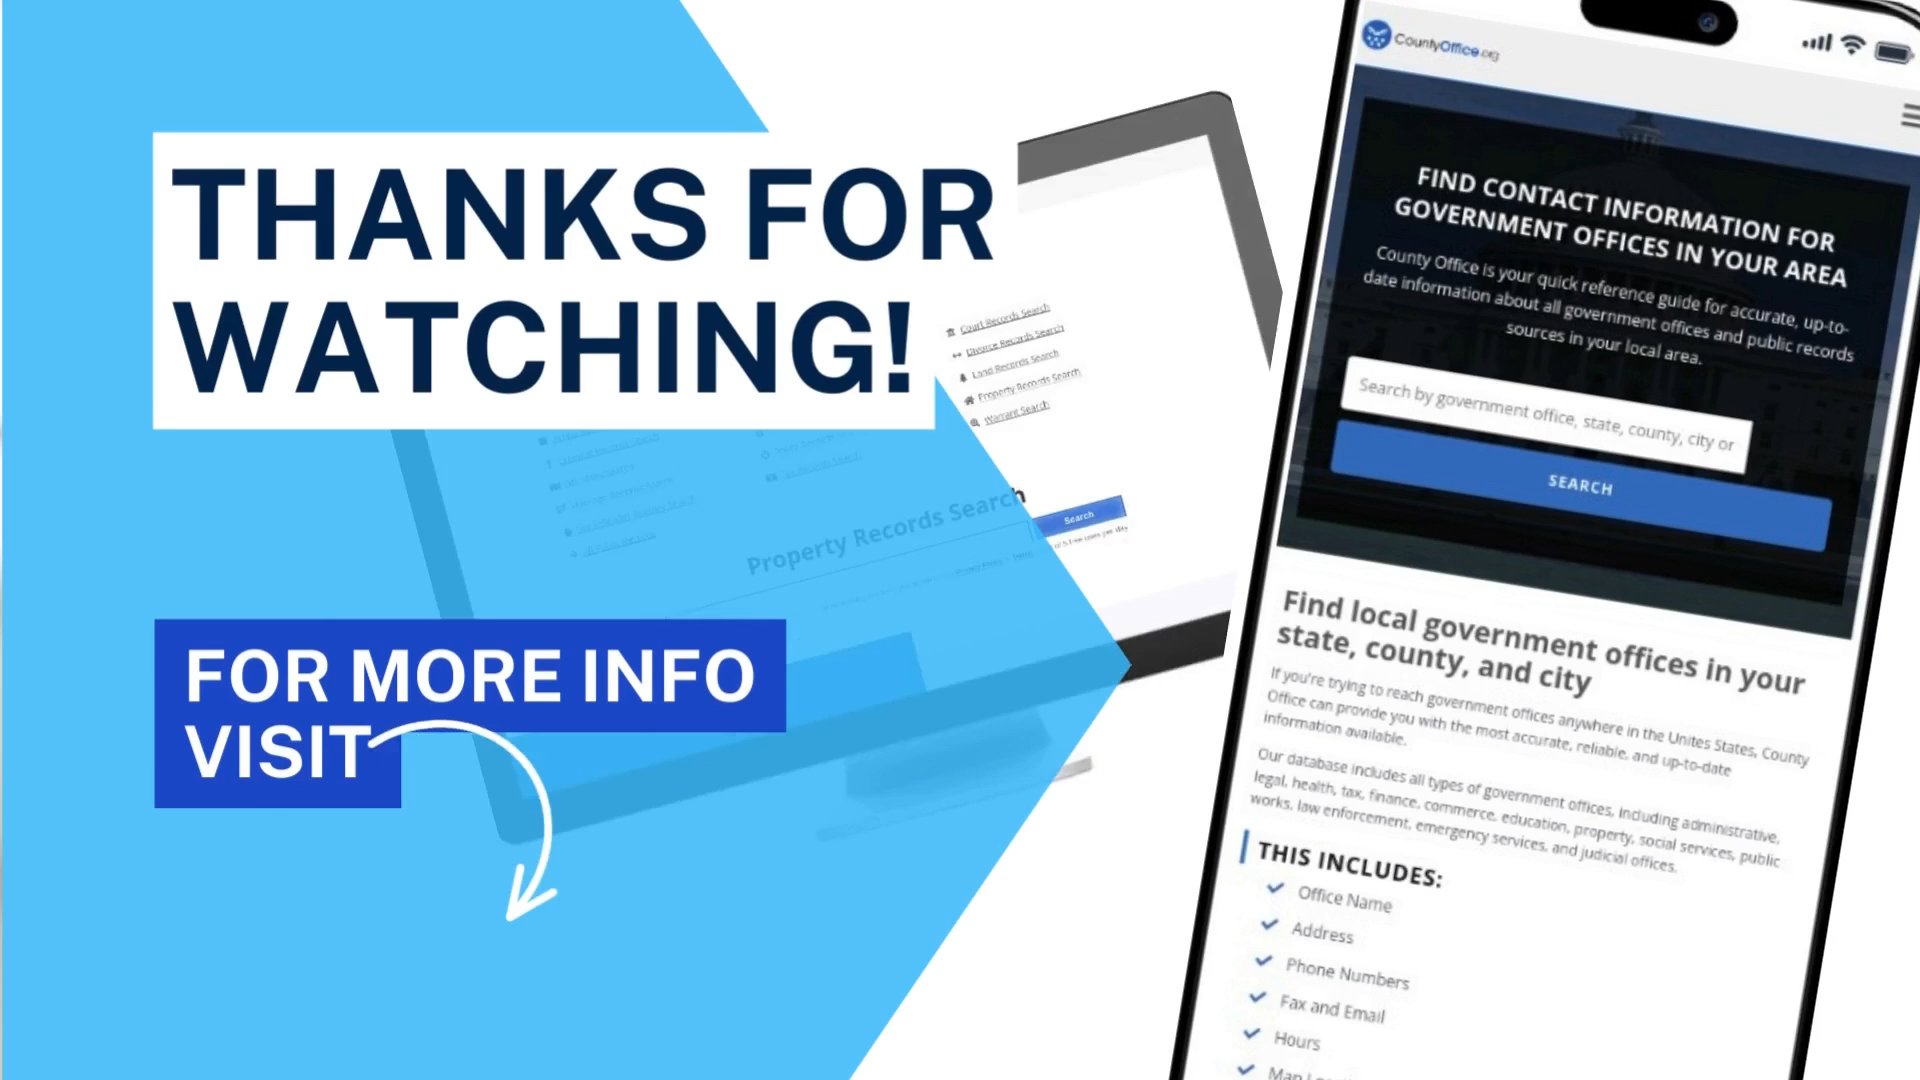 THANKS FOR
WATCHING!
FOR MORE INFO
VISIT
Court Records Search
Divorce Records Search
Land Records Search
Property Records Search
Warrant Search
Property Records Search
Search
CountyOffice.org
FIND CONTACT INFORMATION FOR
GOVERNMENT OFFICES IN YOUR AREA
County Office is your quick reference guide for accurate, up-to-
date information about all government offices and public records
sources in your local area.
Search by government office, state, county, city or
SEARCH
Find local government offices in your
state, county, and city
If you're trying to reach government offices anywhere in the Unites States, County
Office can provide you with the most accurate, reliable, and up-to-date
information available.
Our database includes all types of government offices, including administrative,
legal, health, tax, finance, commerce, education, property, social services, public
works, law enforcement, emergency services, and judicial offices.
THIS INCLUDES:
Office Name
Address
Phone Numbers
Fax and Email
Hours